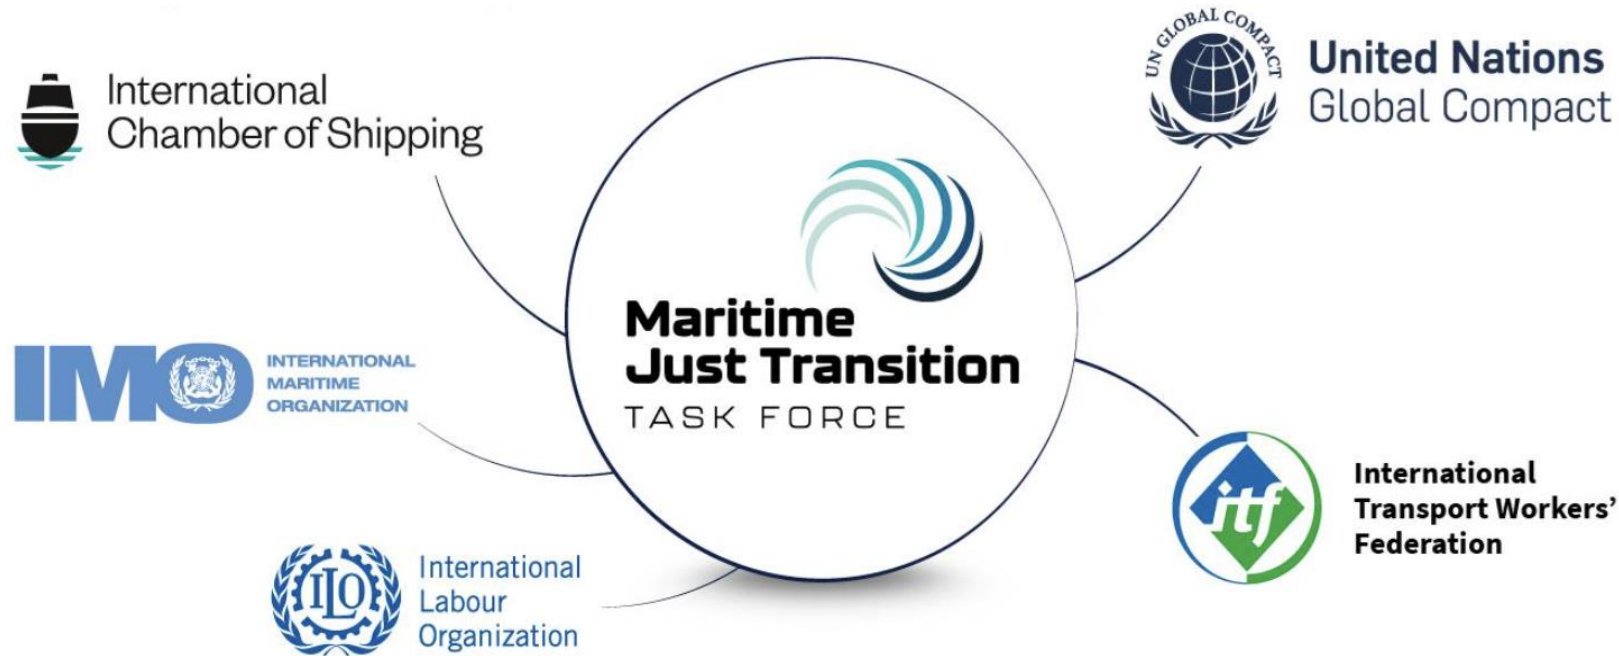 International
Chamber of Shipping
UN GLOBAL COMPACT
United Nations
Global Compact
Maritime
Just Transition
TASK FORCE
IMO
INTERNATIONAL
MARITIME
ORGANIZATION
itf
International
Transport Workers’
Federation
ILO
International
Labour
Organization